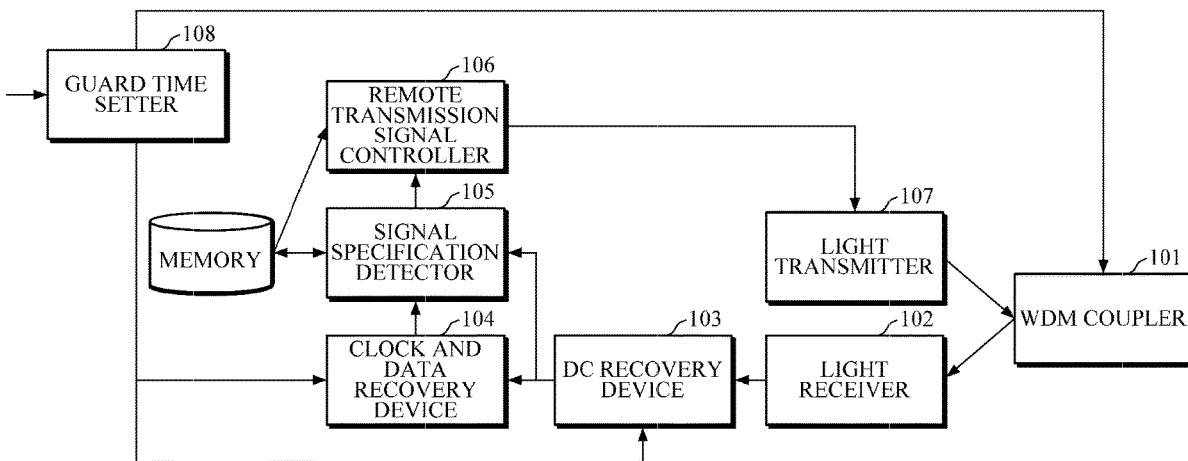 108
GUARD TIME
SETTER
106
REMOTE
TRANSMISSION
SIGNAL
CONTROLLER
105
SIGNAL
SPECIFICATION
DETECTOR
MEMORY
107
LIGHT
TRANSMITTER
101
WDM COUPLER
104
CLOCK AND
DATA
RECOVERY
DEVICE
103
DC RECOVERY
DEVICE
102
LIGHT
RECEIVER